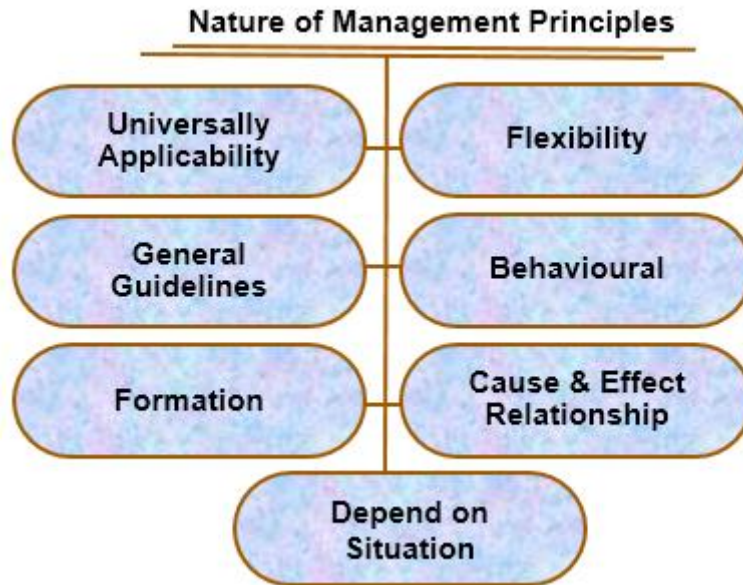 Nature of Management Principles
Universally
Applicability
Flexibility
General
Guidelines
Behavioural
Formation
Cause & Effect
Relationship
Depend on
Situation